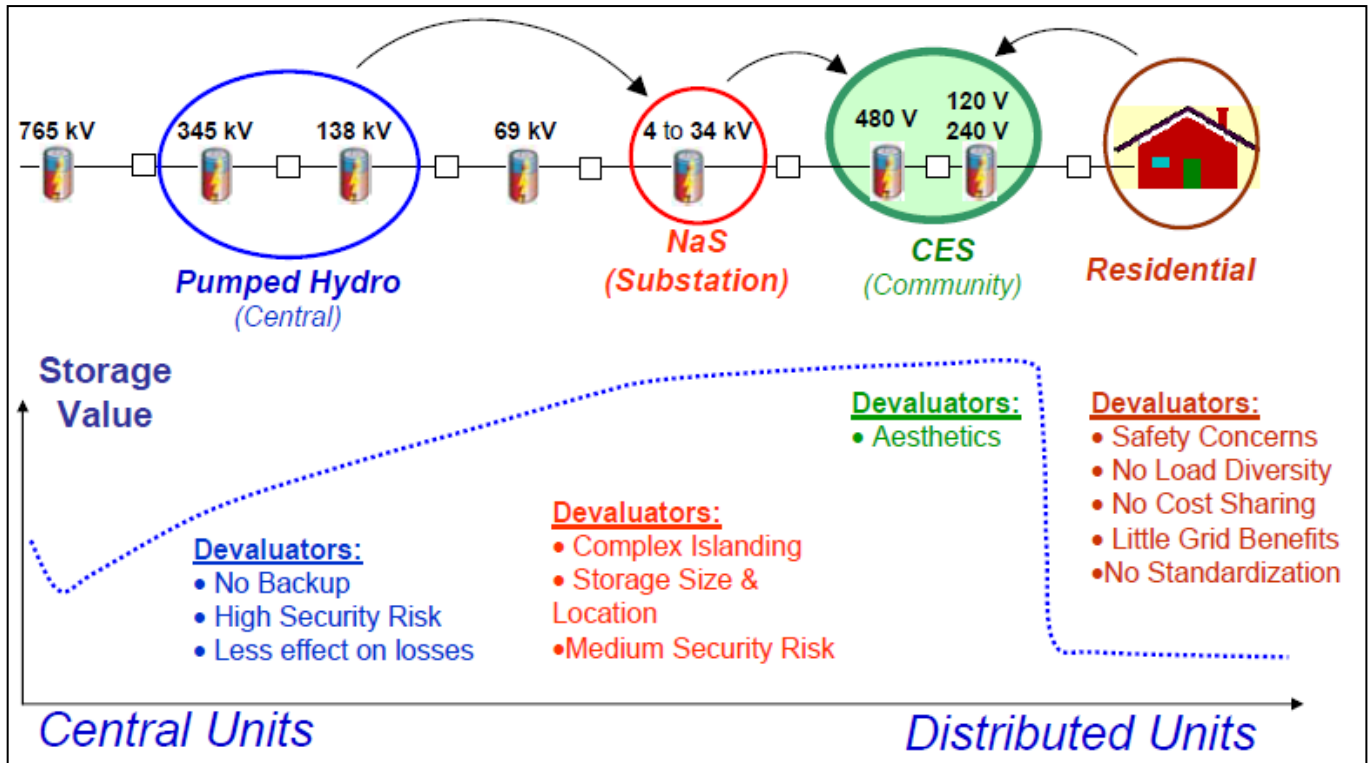 765 kV
345 kV
138 kV
69 kV
4 to 34 kV
480 V
120 V
240 V
Pumped Hydro
(Central)
NaS
(Substation)
CES
(Community)
Residential
Storage
Value
Devaluators:
• No Backup
• High Security Risk
• Less effect on losses
Devaluators:
• Complex Islanding
• Storage Size &
Location
•Medium Security Risk
Devaluators:
• Aesthetics
Devaluators:
• Safety Concerns
• No Load Diversity
• No Cost Sharing
• Little Grid Benefits
•No Standardization
Central Units
Distributed Units